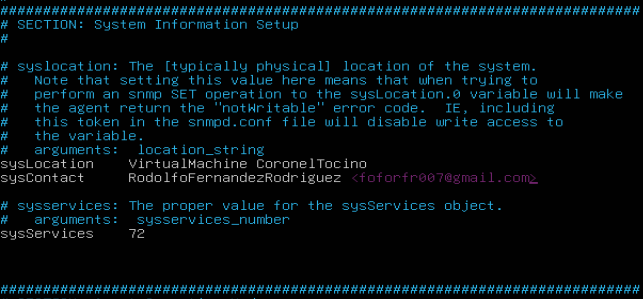 ###########################################################################
# SECTION: System Information Setup
#
# syslocation: The [typically physical] location of the system.
#   Note that setting this value here means that when trying to
#   perform an snmp SET operation to the sysLocation.0 variable will make
#   the agent return the "notWritable" error code.  IE, including
#   this token in the snmpd.conf file will disable write access to
#   the variable.
#   arguments:  location_string
sysLocation    VirtualMachine CoronelTocino
sysContact     RodolfoFernandezRodriguez <foforfr007@gmail.com>
# sysservices: The proper value for the sysServices object.
#   arguments:  sysservices_number
sysServices    72
###########################################################################